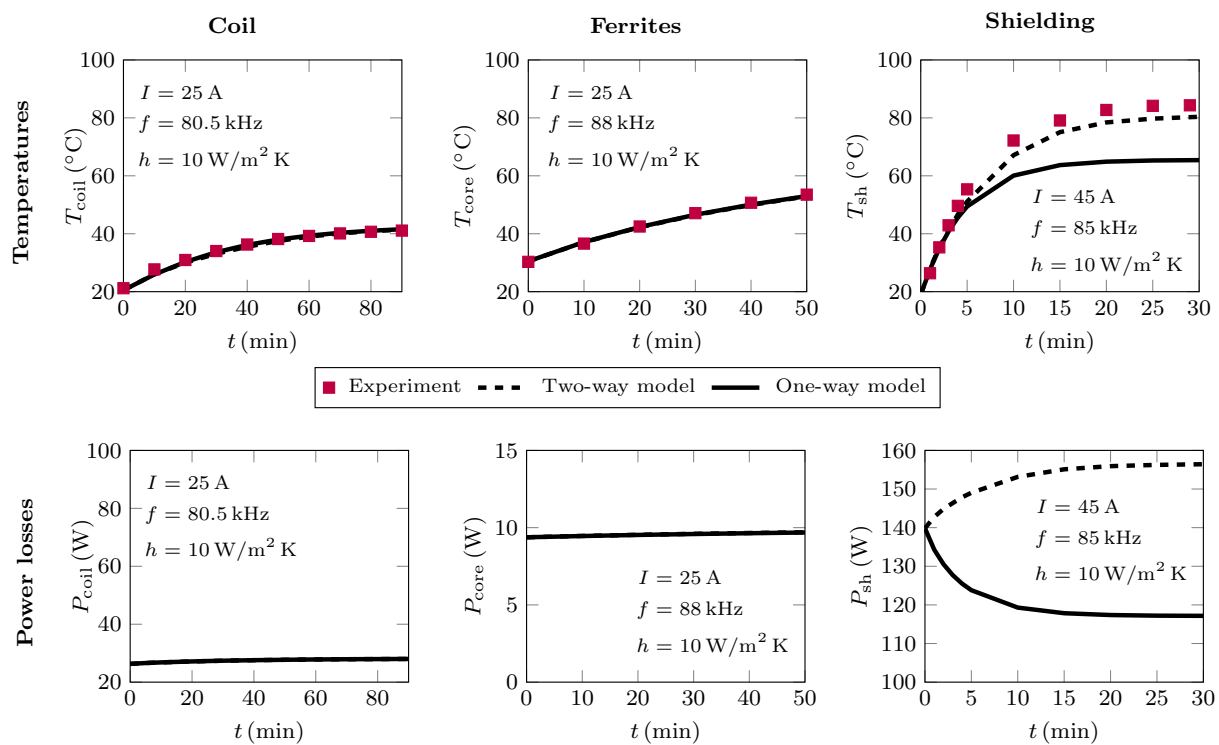 Coil
Ferrites
Shielding
Temperatures
T_coil (°C)
100
80
60
40
20
I = 25 A
f = 80.5 kHz
h = 10 W/m² K
0 20 40 60 80
t (min)
T_core (°C)
100
80
60
40
20
I = 25 A
f = 88 kHz
h = 10 W/m² K
0 10 20 30 40 50
t (min)
T_sh (°C)
100
80
60
40
20
I = 45 A
f = 85 kHz
h = 10 W/m² K
0 5 10 15 20 25 30
t (min)
Experiment Two-way model One-way model
Power losses
P_coil (W)
100
80
60
40
20
I = 25 A
f = 80.5 kHz
h = 10 W/m² K
0 20 40 60 80
t (min)
P_core (W)
15
10
5
0
I = 25 A
f = 88 kHz
h = 10 W/m² K
0 10 20 30 40 50
t (min)
P_sh (W)
160
150
140
130
120
110
100
I = 45 A
f = 85 kHz
h = 10 W/m² K
0 5 10 15 20 25 30
t (min)